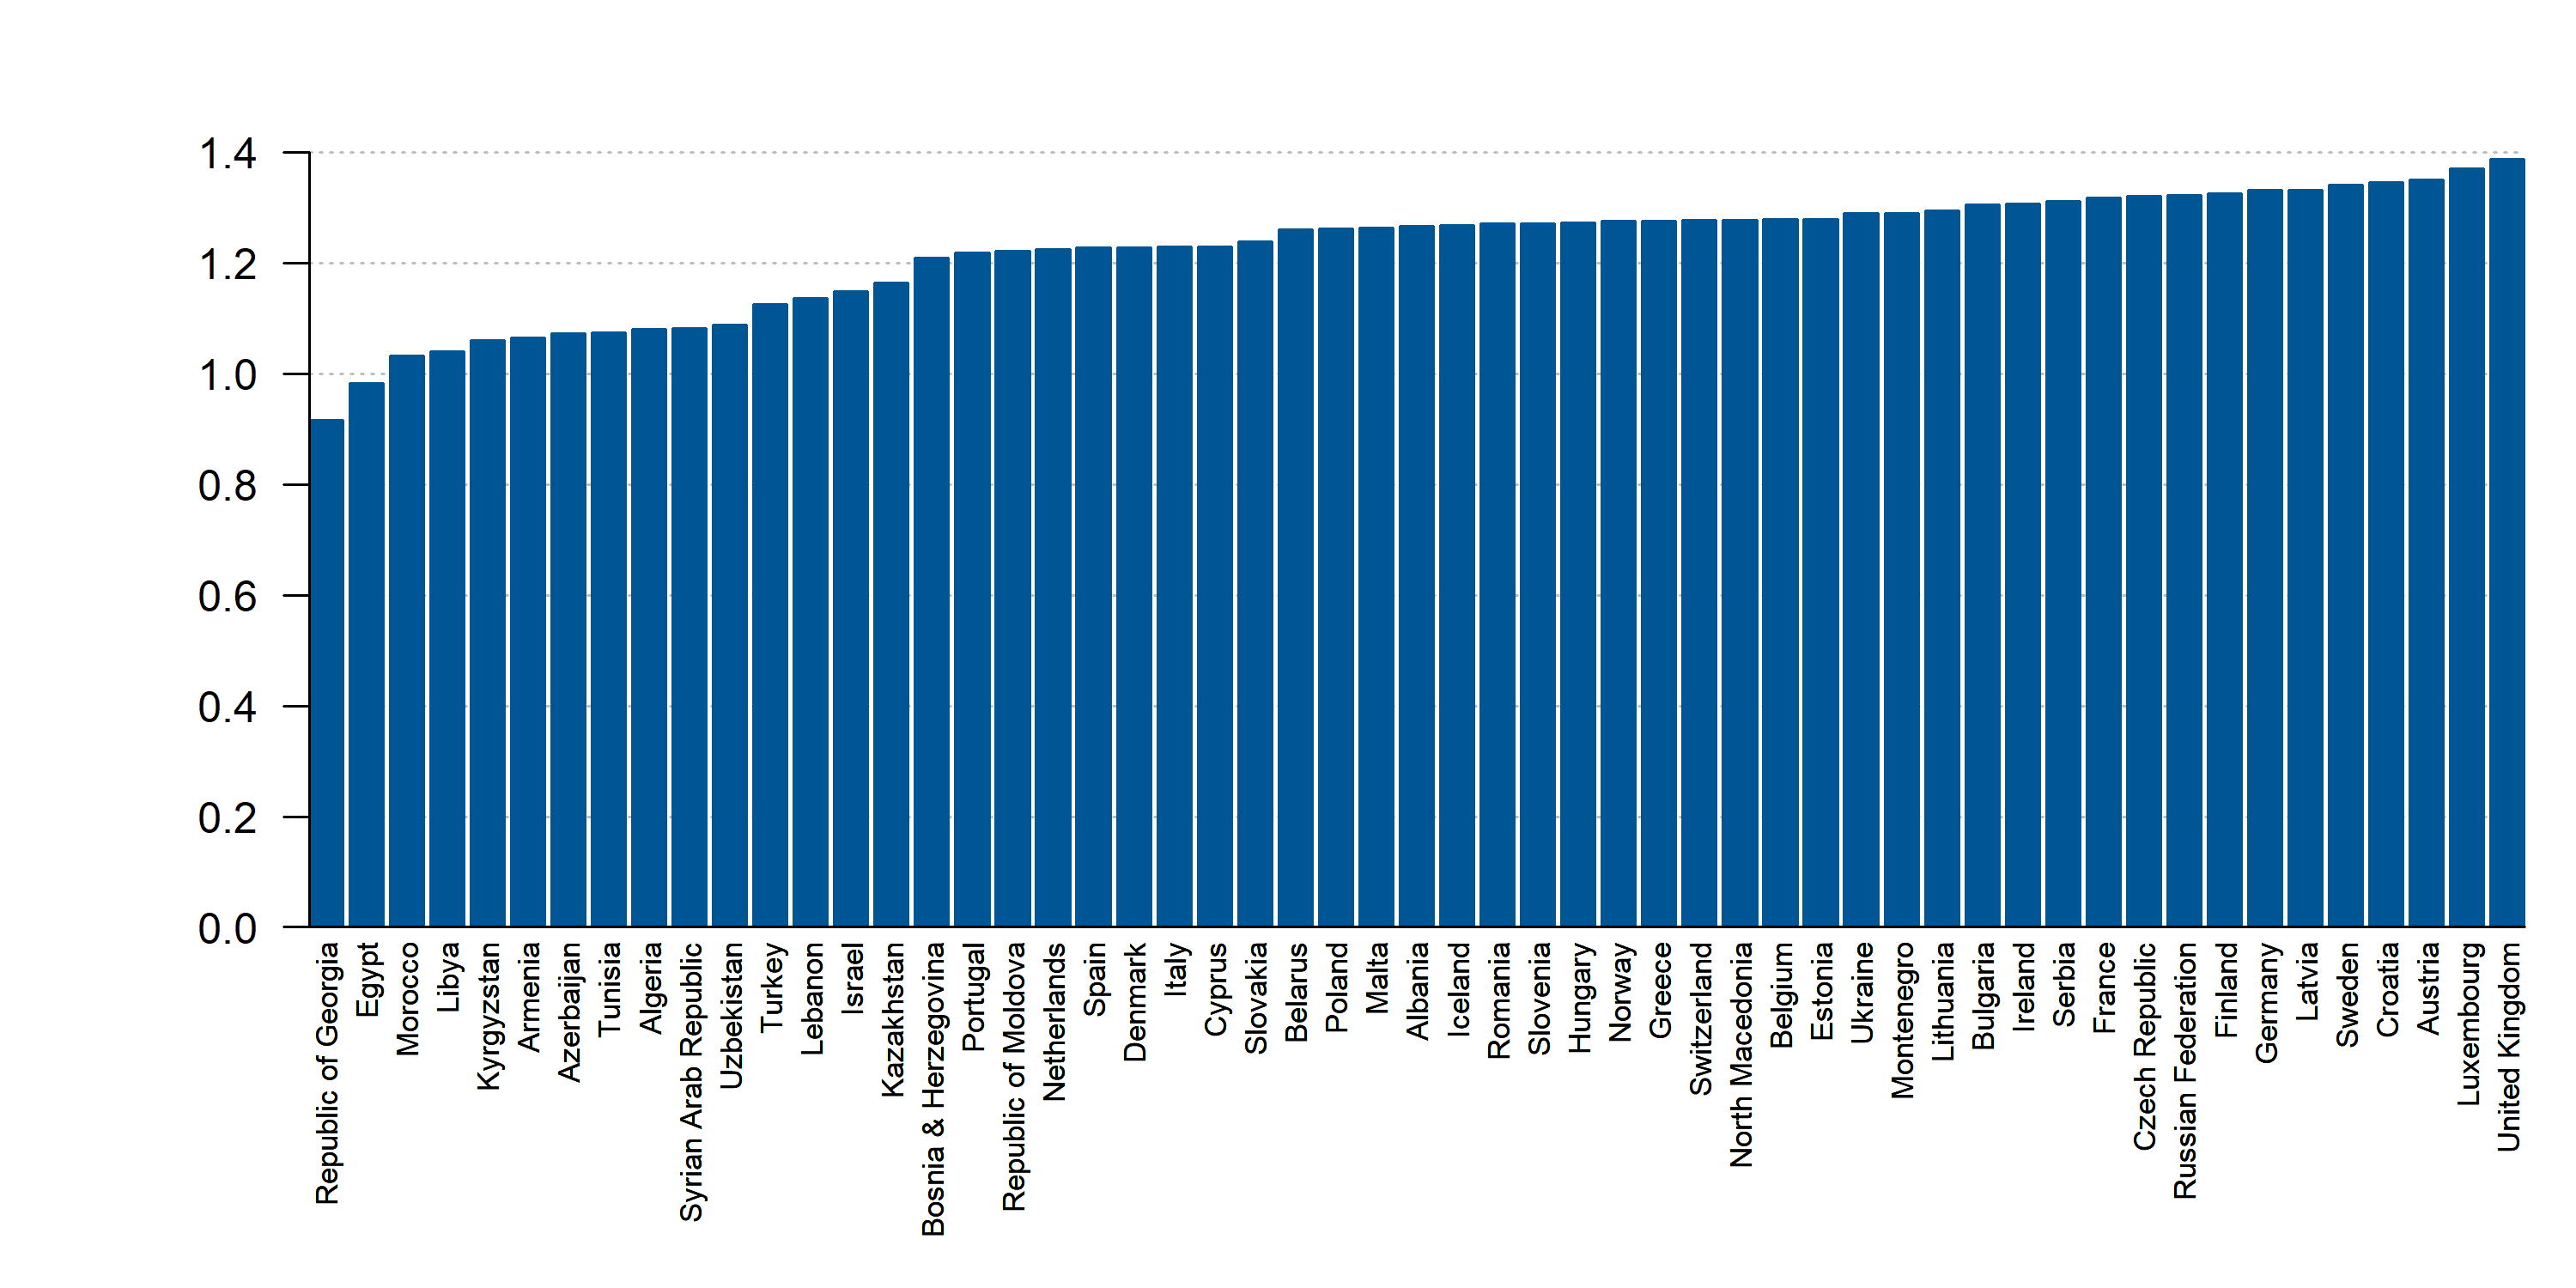 1.4
1.2
1.0
0.8
0.6
0.4
0.2
0.0
Republic of Georgia
Egypt
Morocco
Libya
Kyrgyzstan
Armenia
Azerbaijan
Tunisia
Algeria
Syrian Arab Republic
Uzbekistan
Turkey
Lebanon
Israel
Kazakhstan
Bosnia & Herzegovina
Portugal
Republic of Moldova
Netherlands
Spain
Denmark
Italy
Cyprus
Slovakia
Belarus
Poland
Malta
Albania
Iceland
Romania
Slovenia
Hungary
Norway
Greece
Switzerland
North Macedonia
Belgium
Estonia
Ukraine
Montenegro
Lithuania
Bulgaria
Ireland
Serbia
France
Czech Republic
Russian Federation
Finland
Germany
Latvia
Sweden
Croatia
Austria
Luxembourg
United Kingdom